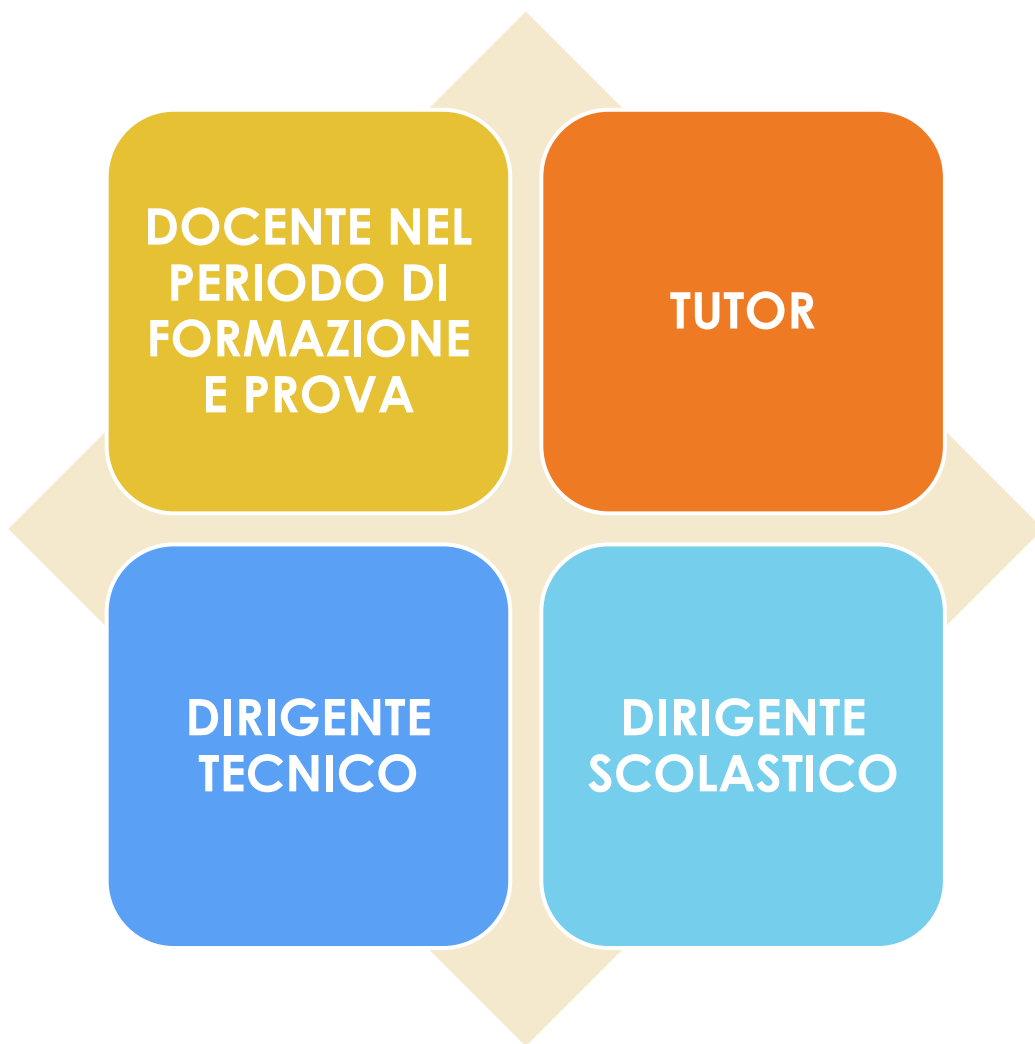 DOCENTE NEL
PERIODO DI
FORMAZIONE
E PROVA
TUTOR
DIRIGENTE
TECNICO
DIRIGENTE
SCOLASTICO